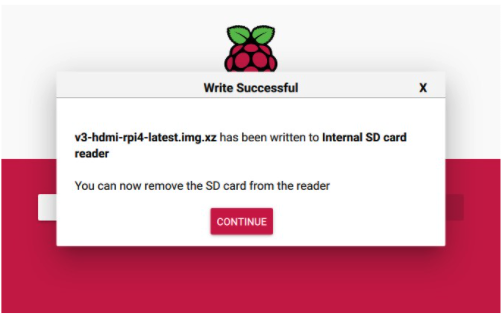 Write Successful
X
v3-hdmi-rpi4-latest.img.xz has been written to Internal SD card
reader
You can now remove the SD card from the reader
CONTINUE